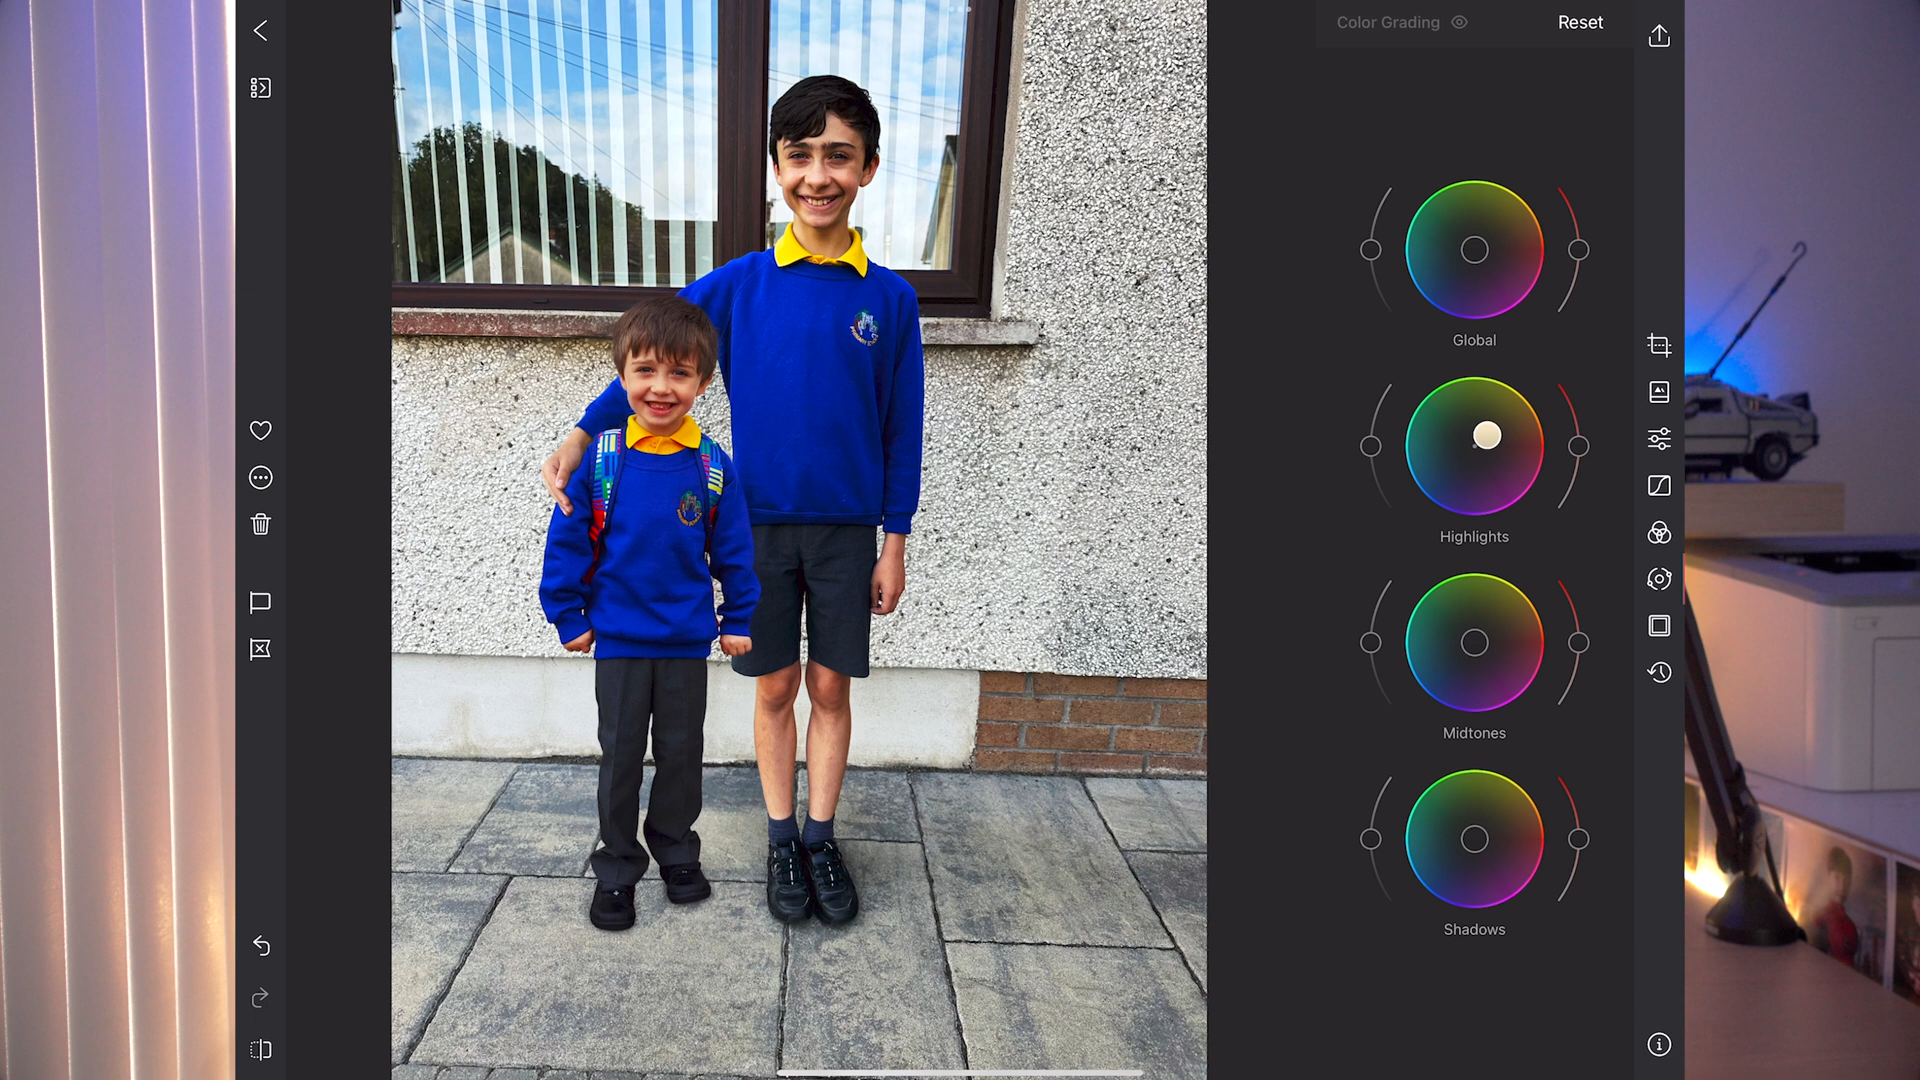 Color Grading
Reset
Global
Highlights
Midtones
Shadows